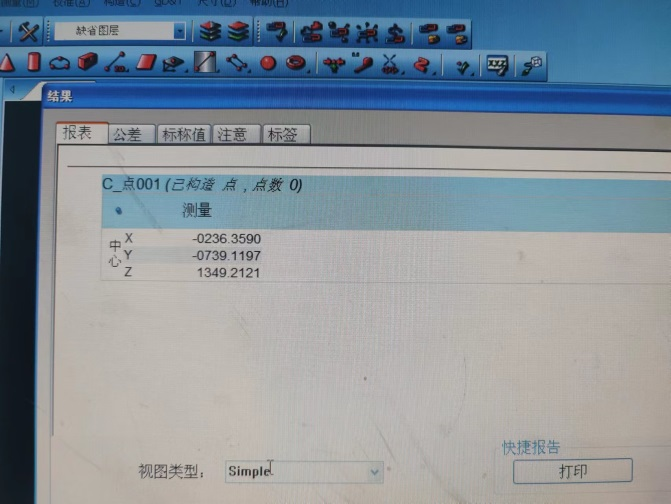 缺省图层
结果
报表 公差 标称值 注意 标签
C_点001 (已构造 点，点数 0)
测量
中心
X -0236.3590
Y -0739.1197
Z 1349.2121
快捷报告
视图类型： Simple 打印